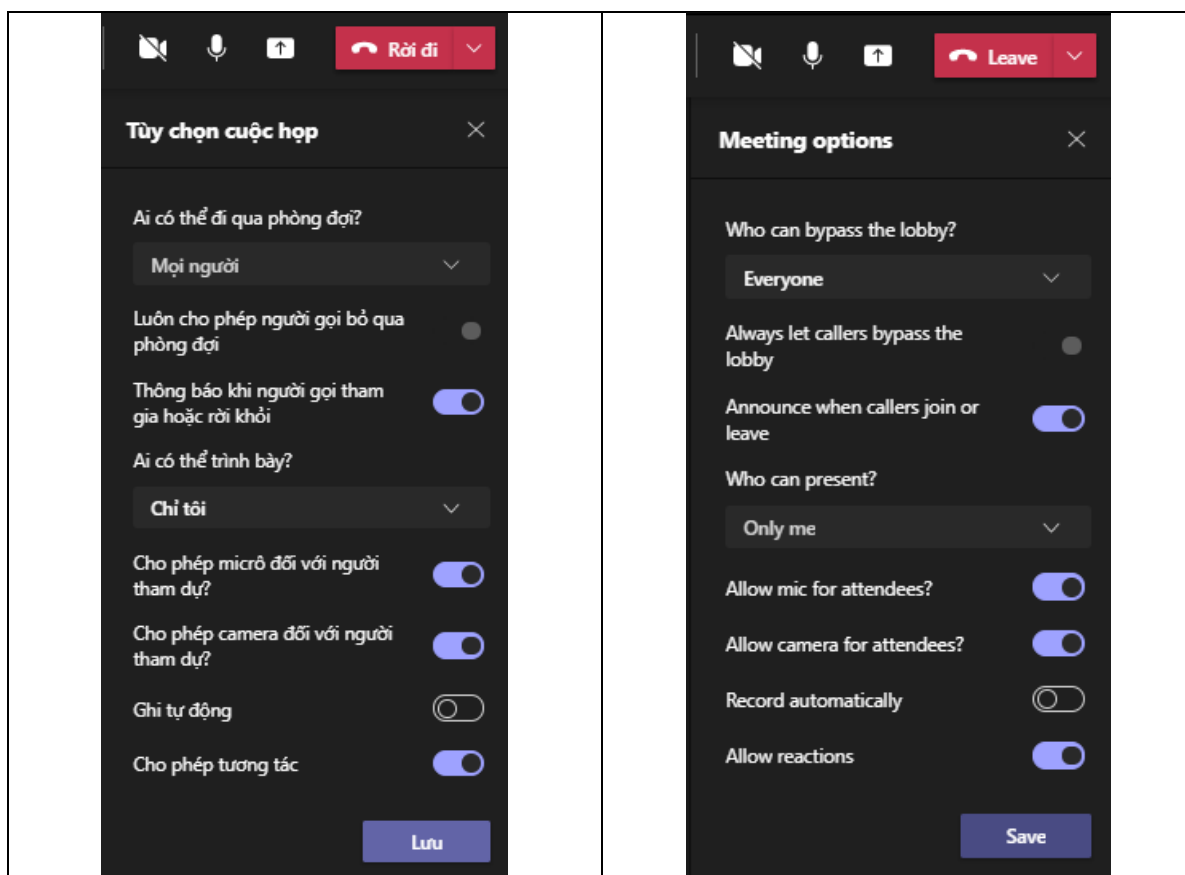 Rời đi
Tùy chọn cuộc họp
Ai có thể đi qua phòng đợi?
Mọi người
Luôn cho phép người gọi bỏ qua
phòng đợi
Thông báo khi người gọi tham
gia hoặc rời khỏi
Ai có thể trình bày?
Chỉ tôi
Cho phép micrô đối với người
tham dự?
Cho phép camera đối với người
tham dự?
Ghi tự động
Cho phép tương tác
Lưu
Leave
Meeting options
Who can bypass the lobby?
Everyone
Always let callers bypass the
lobby
Announce when callers join or
leave
Who can present?
Only me
Allow mic for attendees?
Allow camera for attendees?
Record automatically
Allow reactions
Save